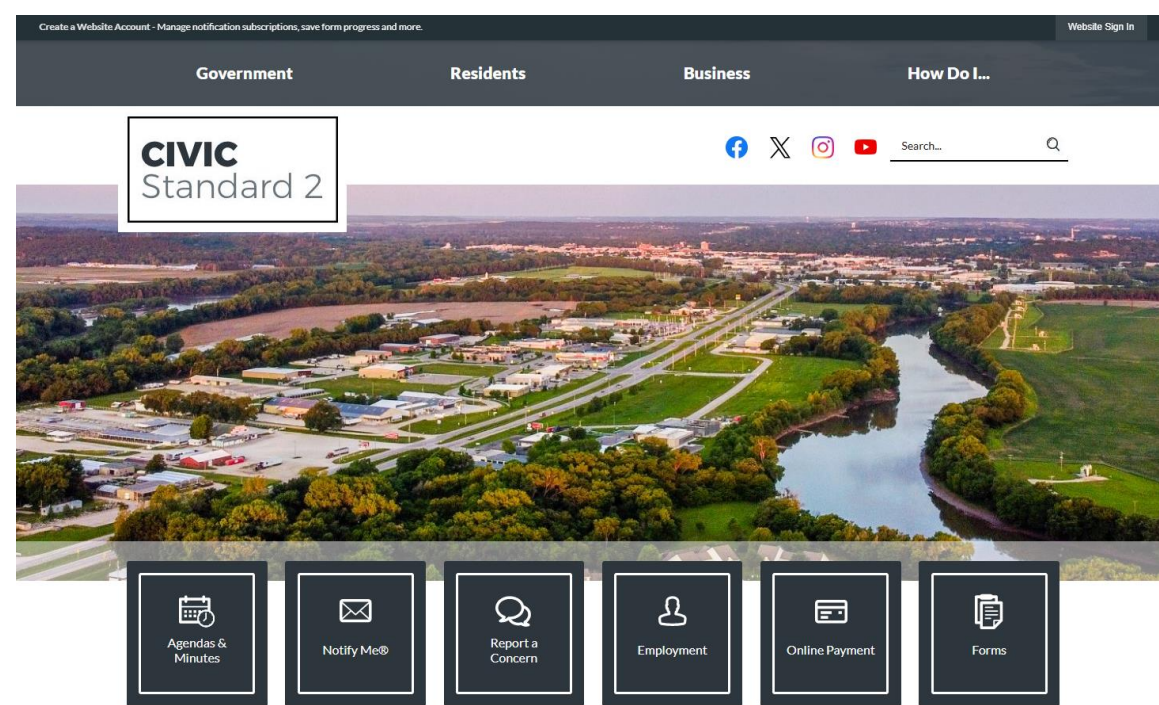 Create a Website Account - Manage notification subscriptions, save form progress and more.
Website Sign In
Government
Residents
Business
How Do I...
CIVIC
Standard 2
Search...
Agendas &
Minutes
Notify Me®
Report a
Concern
Employment
Online Payment
Forms